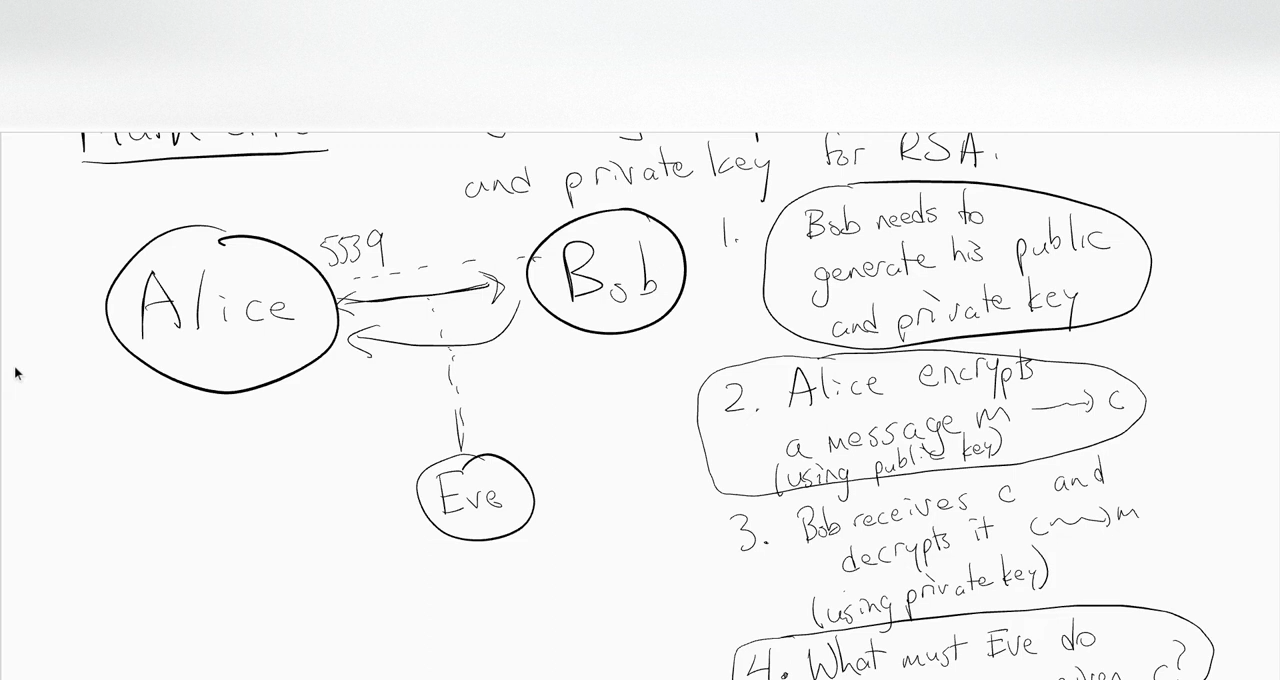 and private key for RSA.
5539
Alice
Bob
Eve
1. Bob needs to
generate his public
and private key
2. Alice encrypts
a message m → c
(using public key)
3. Bob receives c and
decrypts it c → m
(using private key)
4. What must Eve do
c?